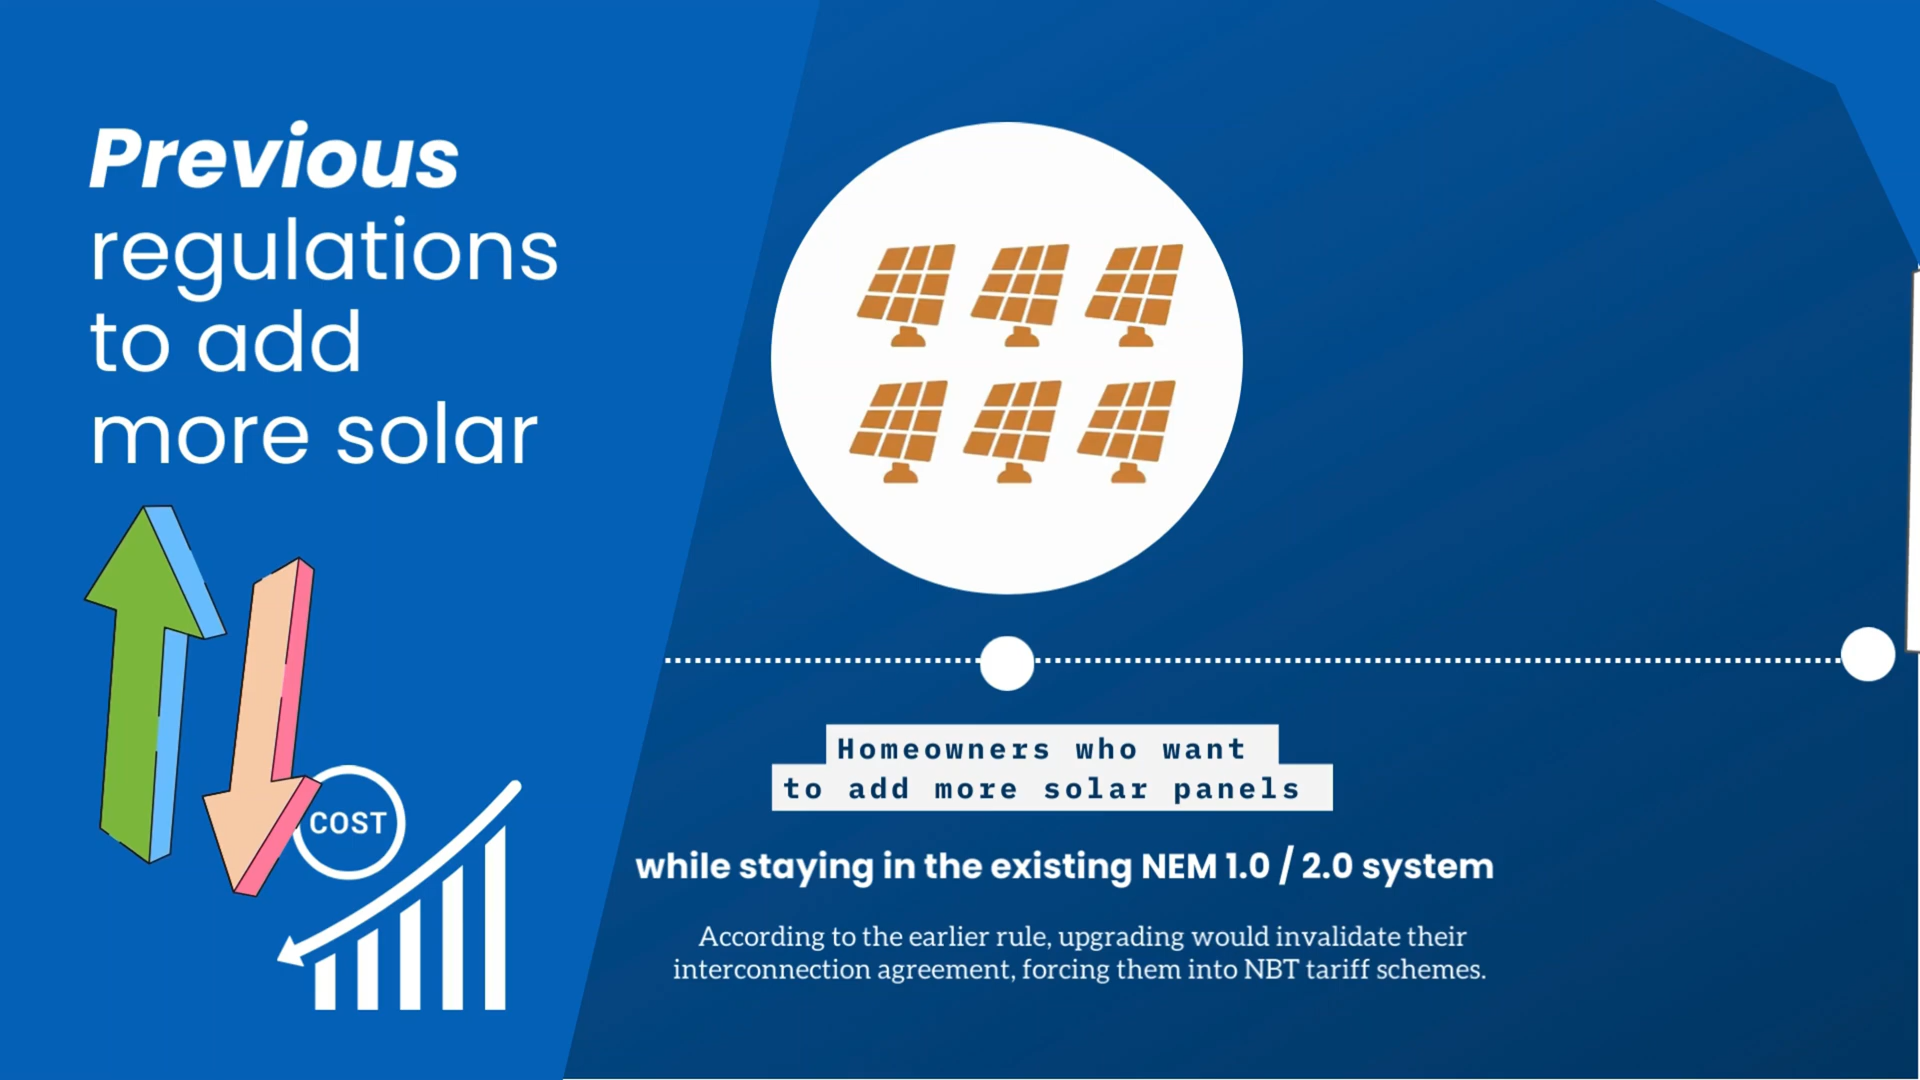 Previous
regulations
to add
more solar
COST
Homeowners who want
to add more solar panels
while staying in the existing NEM 1.0 / 2.0 system
According to the earlier rule, upgrading would invalidate their
interconnection agreement, forcing them into NBT tariff schemes.